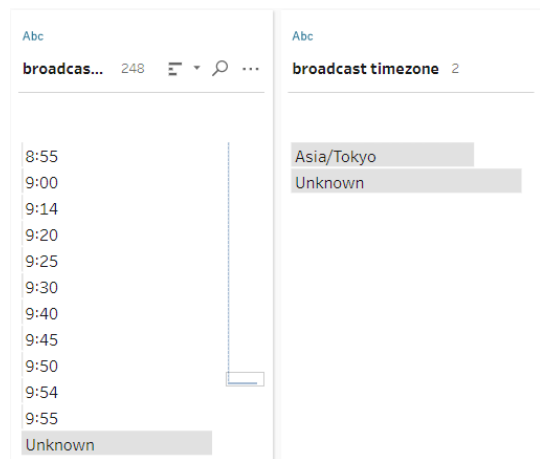 Abc
broadcas... 248
8:55
9:00
9:14
9:20
9:25
9:30
9:40
9:45
9:50
9:54
9:55
Unknown
Abc
broadcast timezone 2
Asia/Tokyo
Unknown